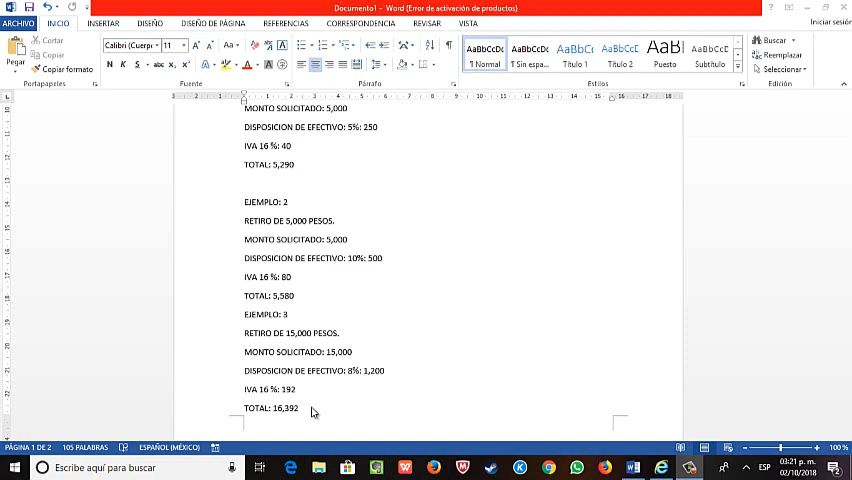 Documento1 - Word (Error de activación de productos)
Iniciar sesión
ARCHIVO INICIO INSERTAR DISEÑO DISEÑO DE PÁGINA REFERENCIAS CORRESPONDENCIA REVISAR VISTA
Pegar
Cortar
Copiar
Copiar formato
Portapapeles
Calibri (Cuerpo 11
Fuente
Párrafo
AaBbCcDc AaBbCcDc AaBbCc AaBbCcC AaBl AaBbCcC
¶ Normal ¶ Sin espa... Título 1 Título 2 Puesto Subtítulo
Estilos
Buscar
Reemplazar
Seleccionar
Edición
MONTO SOLICITADO: 5,000
DISPOSICION DE EFECTIVO: 5%: 250
IVA 16 %: 40
TOTAL: 5,290
EJEMPLO: 2
RETIRO DE 5,000 PESOS.
MONTO SOLICITADO: 5,000
DISPOSICION DE EFECTIVO: 10%: 500
IVA 16 %: 80
TOTAL: 5,580
EJEMPLO: 3
RETIRO DE 15,000 PESOS.
MONTO SOLICITADO: 15,000
DISPOSICION DE EFECTIVO: 8%: 1,200
IVA 16 %: 192
TOTAL: 16,392
PÁGINA 1 DE 2 105 PALABRAS ESPAÑOL (MÉXICO) 100 %
Escribe aquí para buscar
ESP
03:21 p. m.
02/10/2018